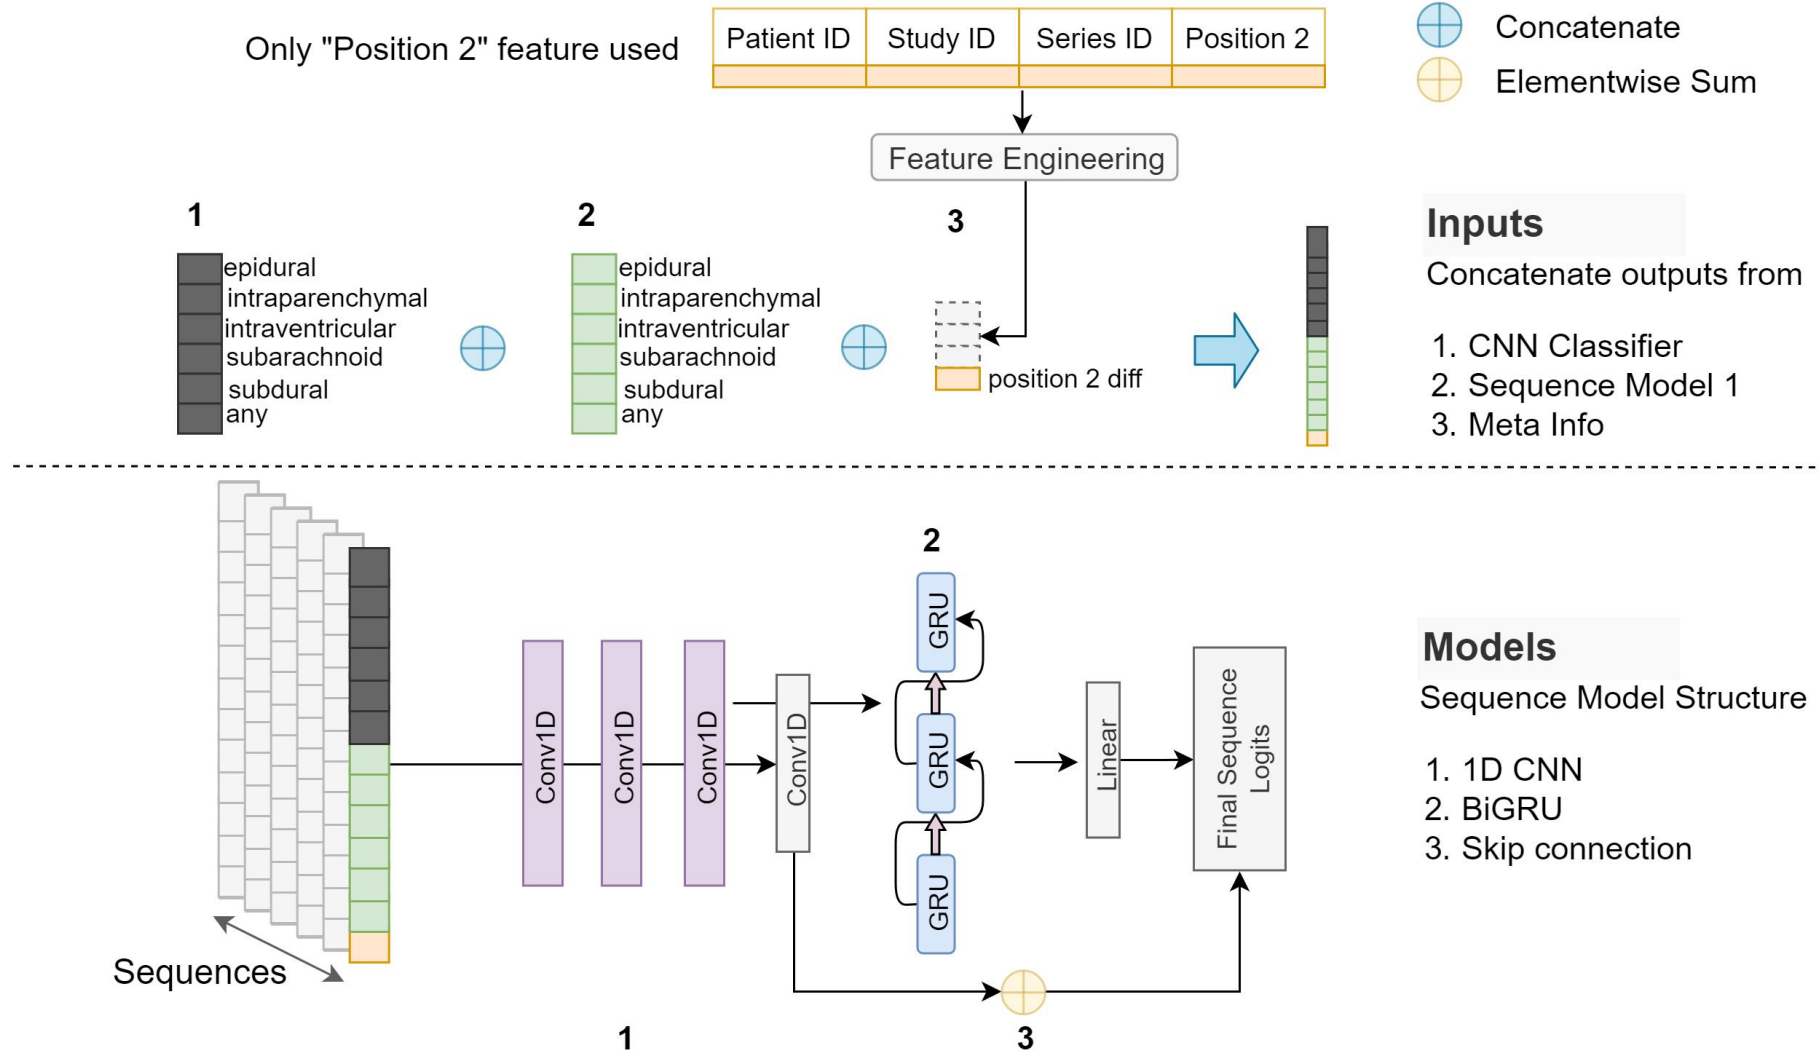 Only "Position 2" feature used
Patient ID
Study ID
Series ID
Position 2
Concatenate
Elementwise Sum
Feature Engineering
1
epidural
intraparenchymal
intraventricular
subarachnoid
subdural
any
2
epidural
intraparenchymal
intraventricular
subarachnoid
subdural
any
3
position 2 diff
Inputs
Concatenate outputs from
1. CNN Classifier
2. Sequence Model 1
3. Meta Info
Sequences
Conv1D
Conv1D
Conv1D
Conv1D
1
2
GRU
GRU
GRU
Linear
Final Sequence
Logits
3
Models
Sequence Model Structure
1. 1D CNN
2. BiGRU
3. Skip connection